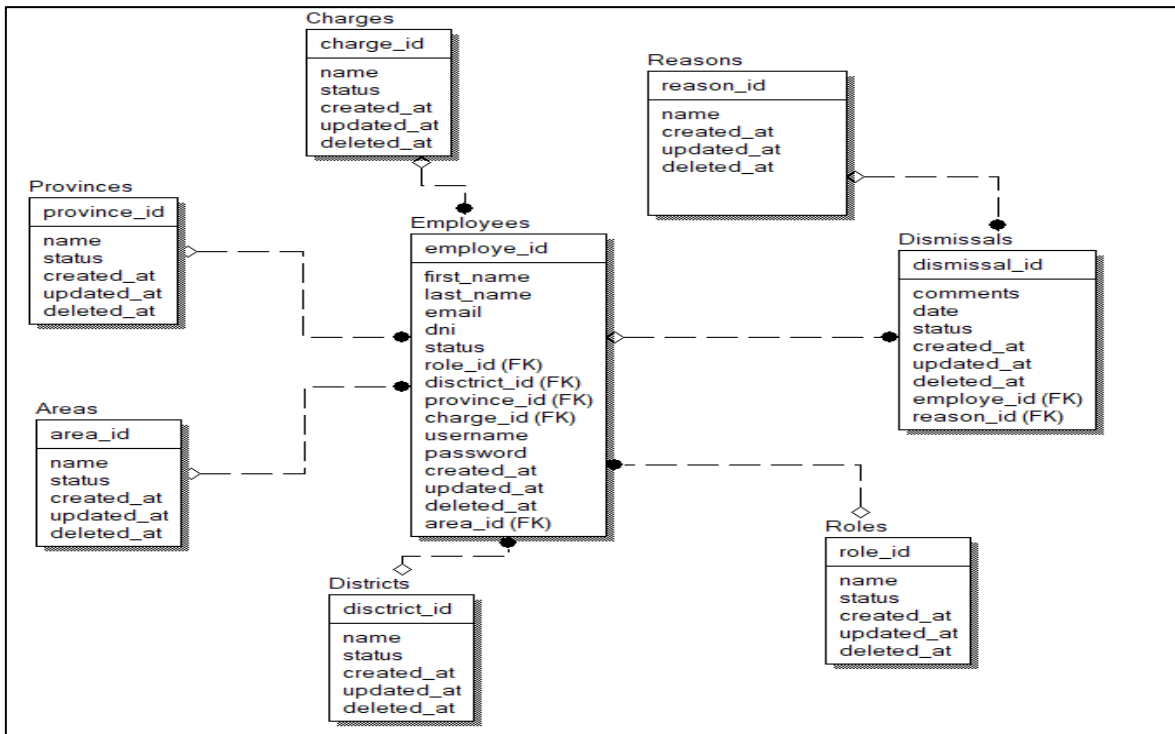 Charges
charge_id
name
status
created_at
updated_at
deleted_at
Reasons
reason_id
name
created_at
updated_at
deleted_at
Provinces
province_id
name
status
created_at
updated_at
deleted_at
Employees
employe_id
first_name
last_name
email
dni
status
role_id (FK)
disctrict_id (FK)
province_id (FK)
charge_id (FK)
username
password
created_at
updated_at
deleted_at
area_id (FK)
Dismissals
dismissal_id
comments
date
status
created_at
updated_at
deleted_at
employe_id (FK)
reason_id (FK)
Areas
area_id
name
status
created_at
updated_at
deleted_at
Districts
disctrict_id
name
status
created_at
updated_at
deleted_at
Roles
role_id
name
status
created_at
updated_at
deleted_at